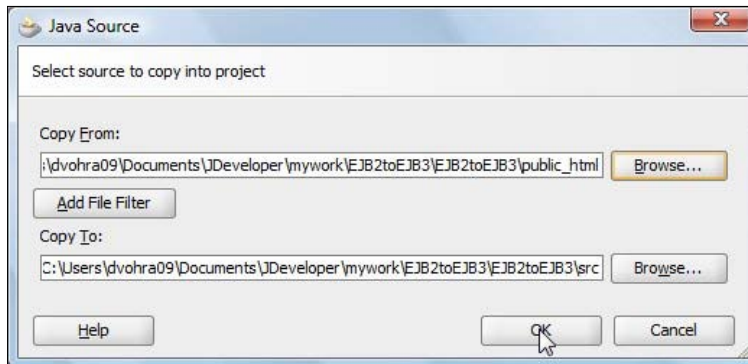 Java Source
Select source to copy into project
Copy From:
;\dvohra09\Documents\JDeveloper\mywork\EJB2toEJB3\EJB2toEJB3\public_html
Browse...
Add File Filter
Copy To:
C:\Users\dvohra09\Documents\JDeveloper\mywork\EJB2toEJB3\EJB2toEJB3\src
Browse...
Help
OK
Cancel